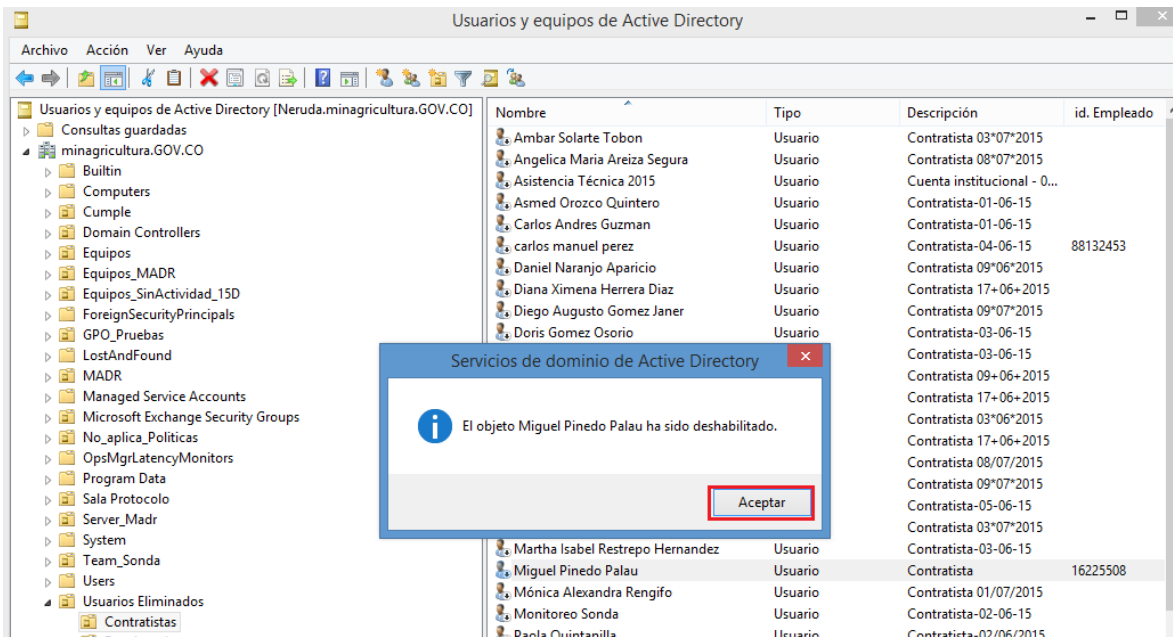 Usuarios y equipos de Active Directory
Archivo Acción Ver Ayuda
Usuarios y equipos de Active Directory [Neruda.minagricultura.GOV.CO]
Consultas guardadas
minagricultura.GOV.CO
Builtin
Computers
Cumple
Domain Controllers
Equipos
Equipos_MADR
Equipos_SinActividad_15D
ForeignSecurityPrincipals
GPO_Pruebas
LostAndFound
MADR
Managed Service Accounts
Microsoft Exchange Security Groups
No_aplica_Politicas
OpsMgrLatencyMonitors
Program Data
Sala Protocolo
Server_Madr
System
Team_Sonda
Users
Usuarios Eliminados
Contratistas
Nombre Tipo Descripción id. Empleado
Ambar Solarte Tobon Usuario Contratista 03*07*2015
Angelica Maria Areiza Segura Usuario Contratista 08*07*2015
Asistencia Técnica 2015 Usuario Cuenta institucional - 0...
Asmed Orozco Quintero Usuario Contratista-01-06-15
Carlos Andres Guzman Usuario Contratista-01-06-15
carlos manuel perez Usuario Contratista-04-06-15 88132453
Daniel Naranjo Aparicio Usuario Contratista 09*06*2015
Diana Ximena Herrera Diaz Usuario Contratista 17+06+2015
Diego Augusto Gomez Janer Usuario Contratista 09*07*2015
Doris Gomez Osorio Usuario Contratista-03-06-15
Contratista-03-06-15
Contratista 09+06+2015
Contratista 17+06+2015
Contratista 03*06*2015
Contratista 17+06+2015
Contratista 08/07/2015
Contratista 09*07*2015
Contratista-05-06-15
Contratista 03*07*2015
Martha Isabel Restrepo Hernandez Usuario Contratista-03-06-15
Miguel Pinedo Palau Usuario Contratista 16225508
Mónica Alexandra Rengifo Usuario Contratista 01/07/2015
Monitoreo Sonda Usuario Contratista-02-06-15
Paola Quintanilla Usuario Contratista-02/06/2015
Servicios de dominio de Active Directory
El objeto Miguel Pinedo Palau ha sido deshabilitado.
Aceptar